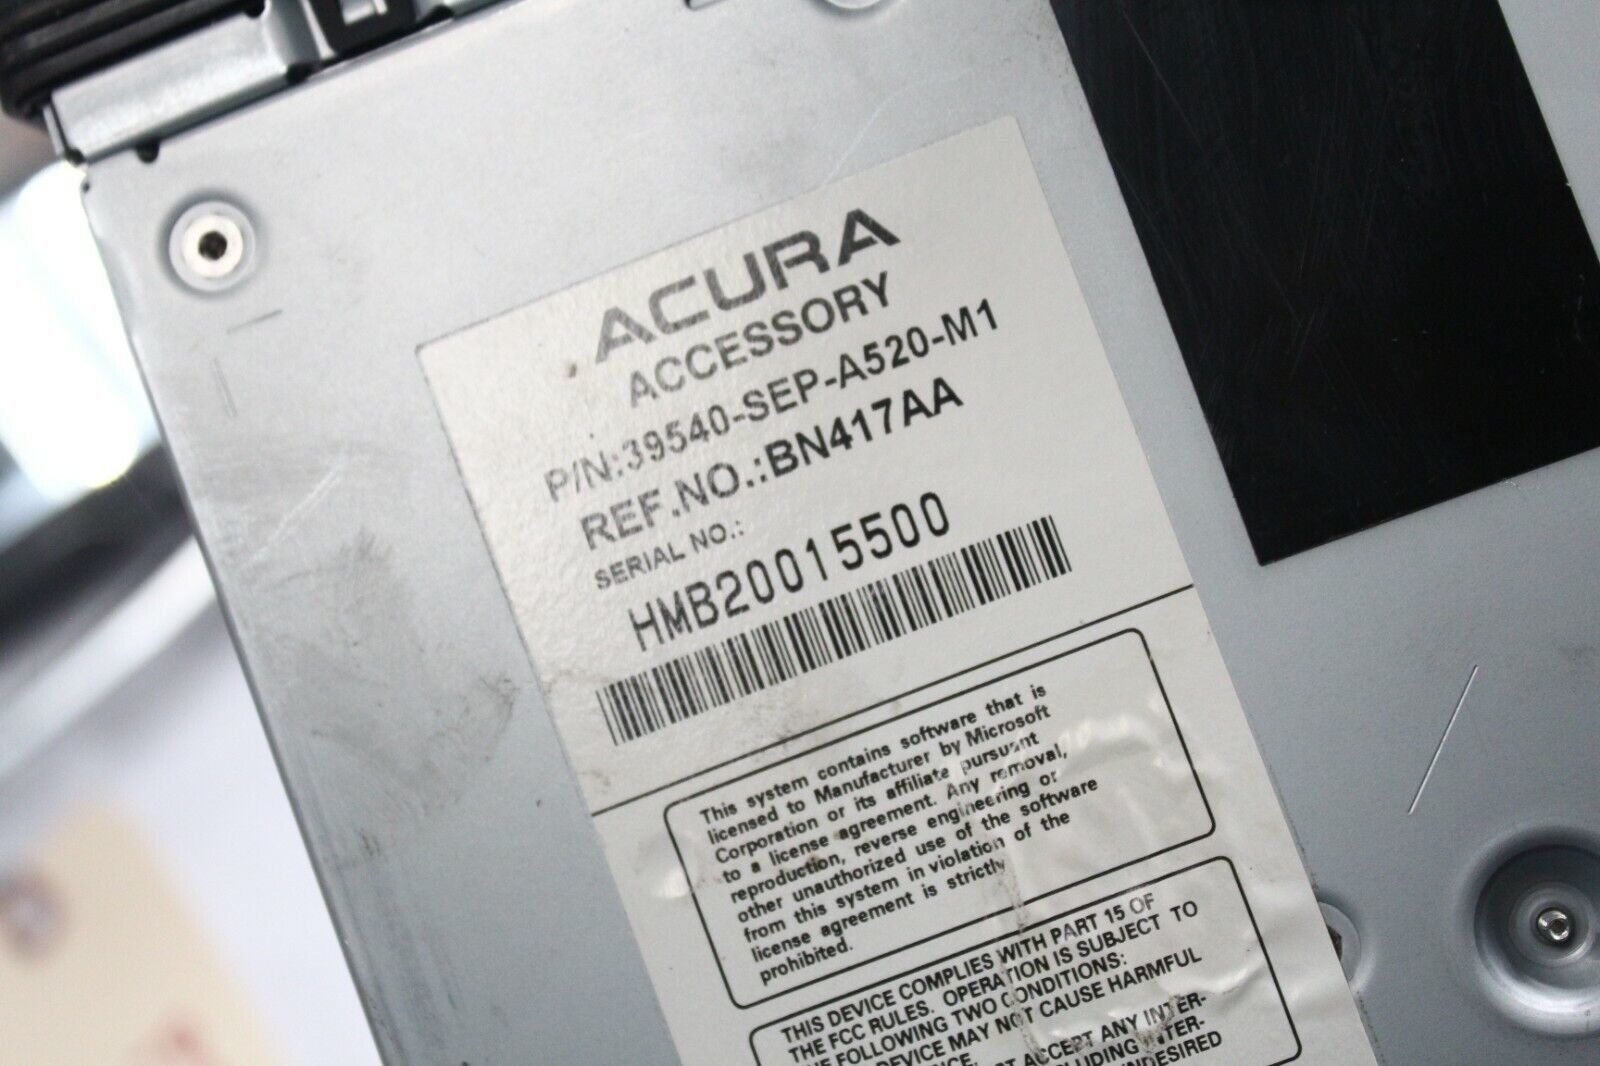 ACURA
ACCESSORY
P/N:39540-SEP-A520-M1
REF.NO.:BN417AA
SERIAL NO.:
HMB20015500
This system contains software that is
licensed to Manufacturer by Microsoft
Corporation or its affiliate pursuant
to a license agreement. Any removal,
reproduction, reverse engineering or
other unauthorized use of the software
from this system in violation of the
license agreement is strictly
prohibited.
THIS DEVICE COMPLIES WITH PART 15 OF
THE FCC RULES. OPERATION IS SUBJECT TO
FOLLOWING TWO CONDITIONS:
DEVICE MAY NOT CAUSE HARMFUL
ACCEPT ANY INTER-